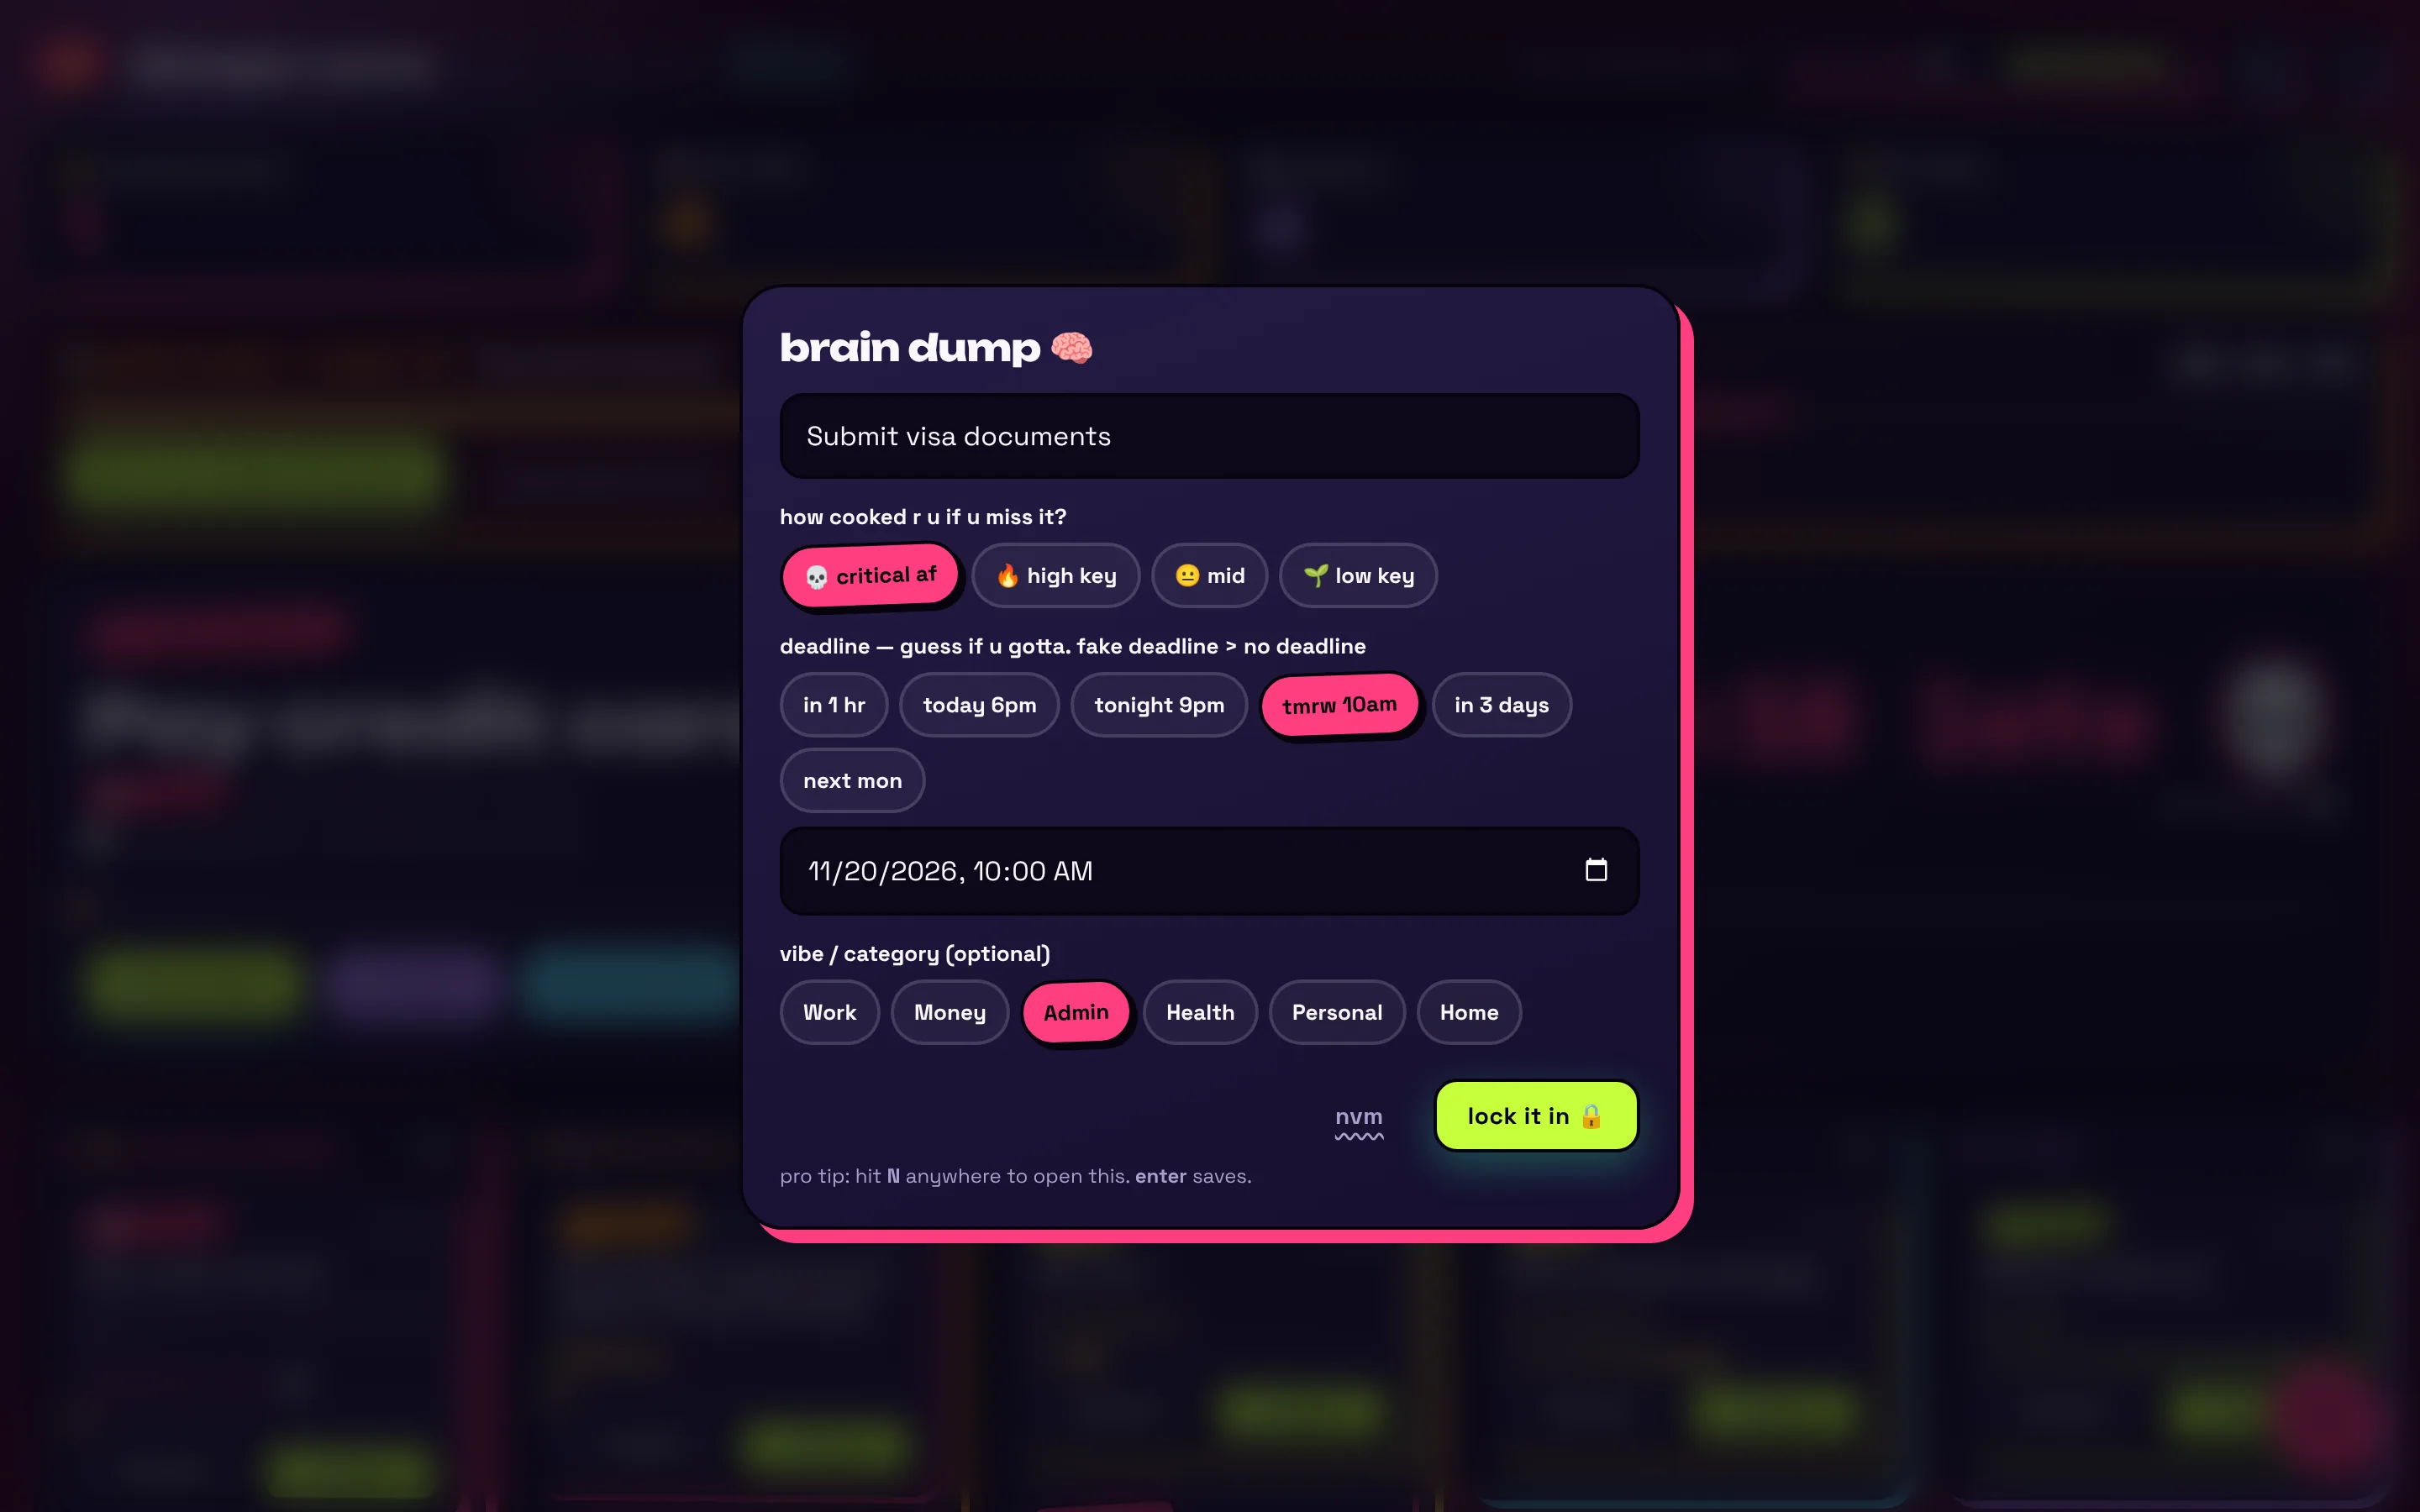 brain dump 🧠
Submit visa documents
how cooked r u if u miss it?
💀 critical af 🔥 high key 😐 mid 🌱 low key
deadline — guess if u gotta. fake deadline > no deadline
in 1 hr today 6pm tonight 9pm tmrw 10am in 3 days
next mon
11/20/2026, 10:00 AM
vibe / category (optional)
Work Money Admin Health Personal Home
nvm lock it in 🔒
pro tip: hit N anywhere to open this. enter saves.